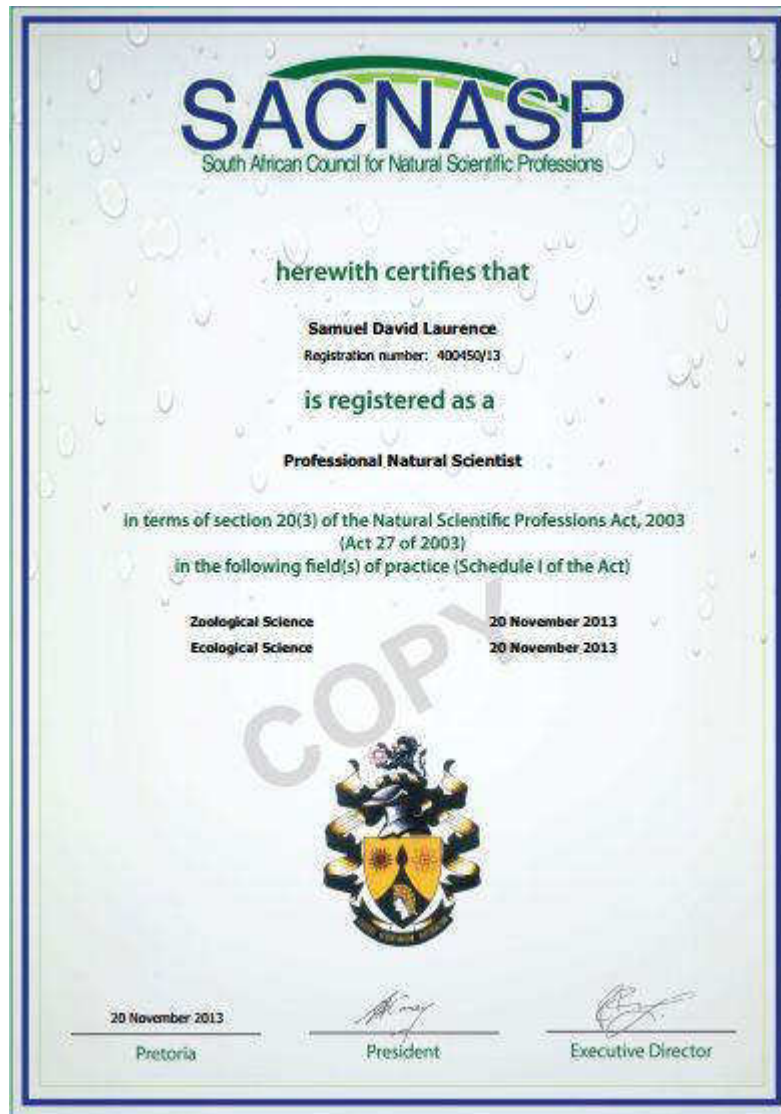 SACNASP
South African Council for Natural Scientific Professions
herewith certifies that
Samuel David Laurence
Registration number: 400450/13
is registered as a
Professional Natural Scientist
in terms of section 20(3) of the Natural Scientific Professions Act, 2003
(Act 27 of 2003)
in the following field(s) of practice (Schedule I of the Act)
Zoological Science 20 November 2013
Ecological Science 20 November 2013
COPY
20 November 2013
Pretoria President Executive Director